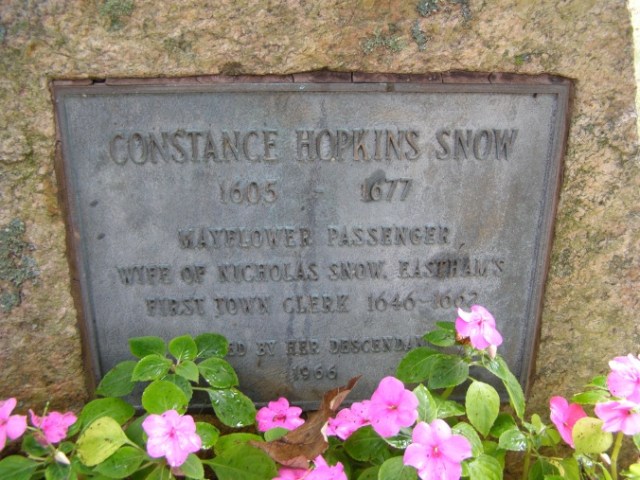 CONSTANCE HOPKINS SNOW
1605 - 1677
MAYFLOWER PASSENGER
WIFE OF NICHOLAS SNOW, EASTHAM'S
FIRST TOWN CLERK 1646-1662
BY HER
1966